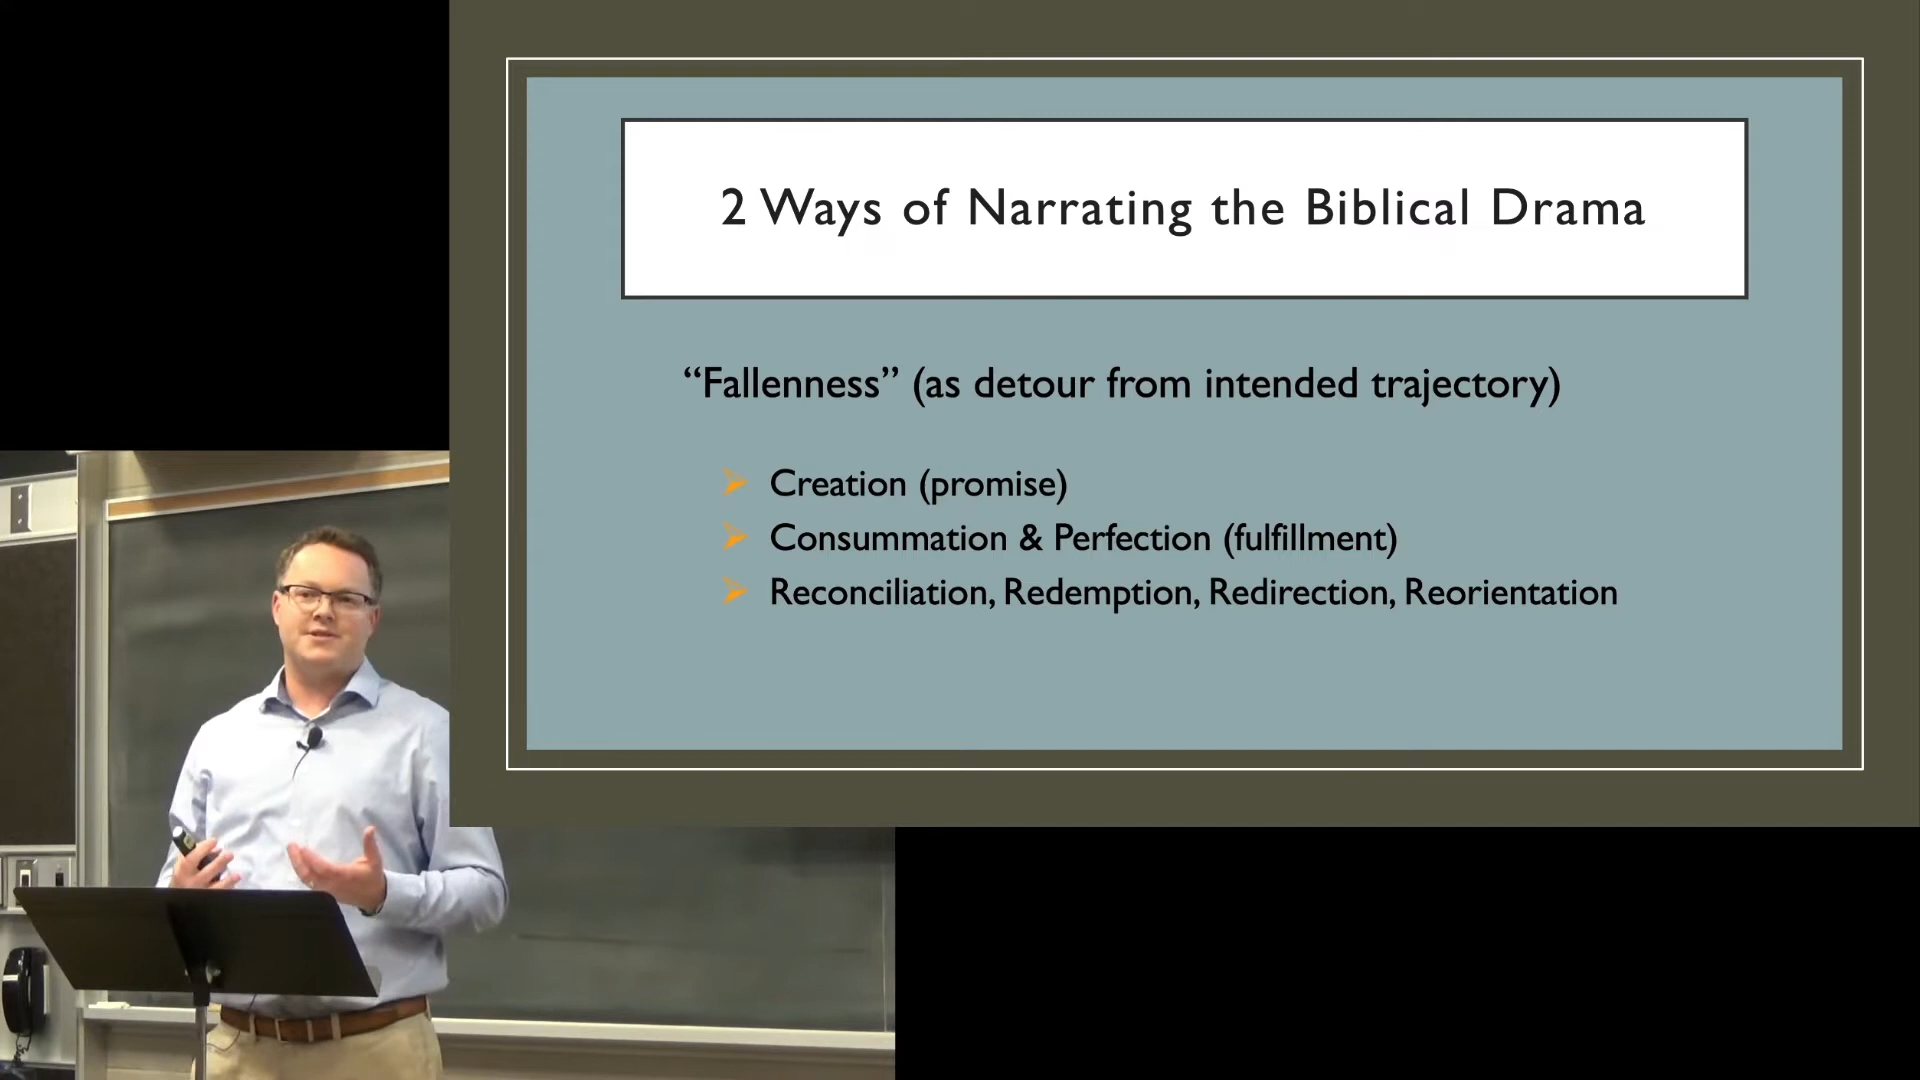 2 Ways of Narrating the Biblical Drama
“Fallenness” (as detour from intended trajectory)
Creation (promise)
Consummation & Perfection (fulfillment)
Reconciliation, Redemption, Redirection, Reorientation